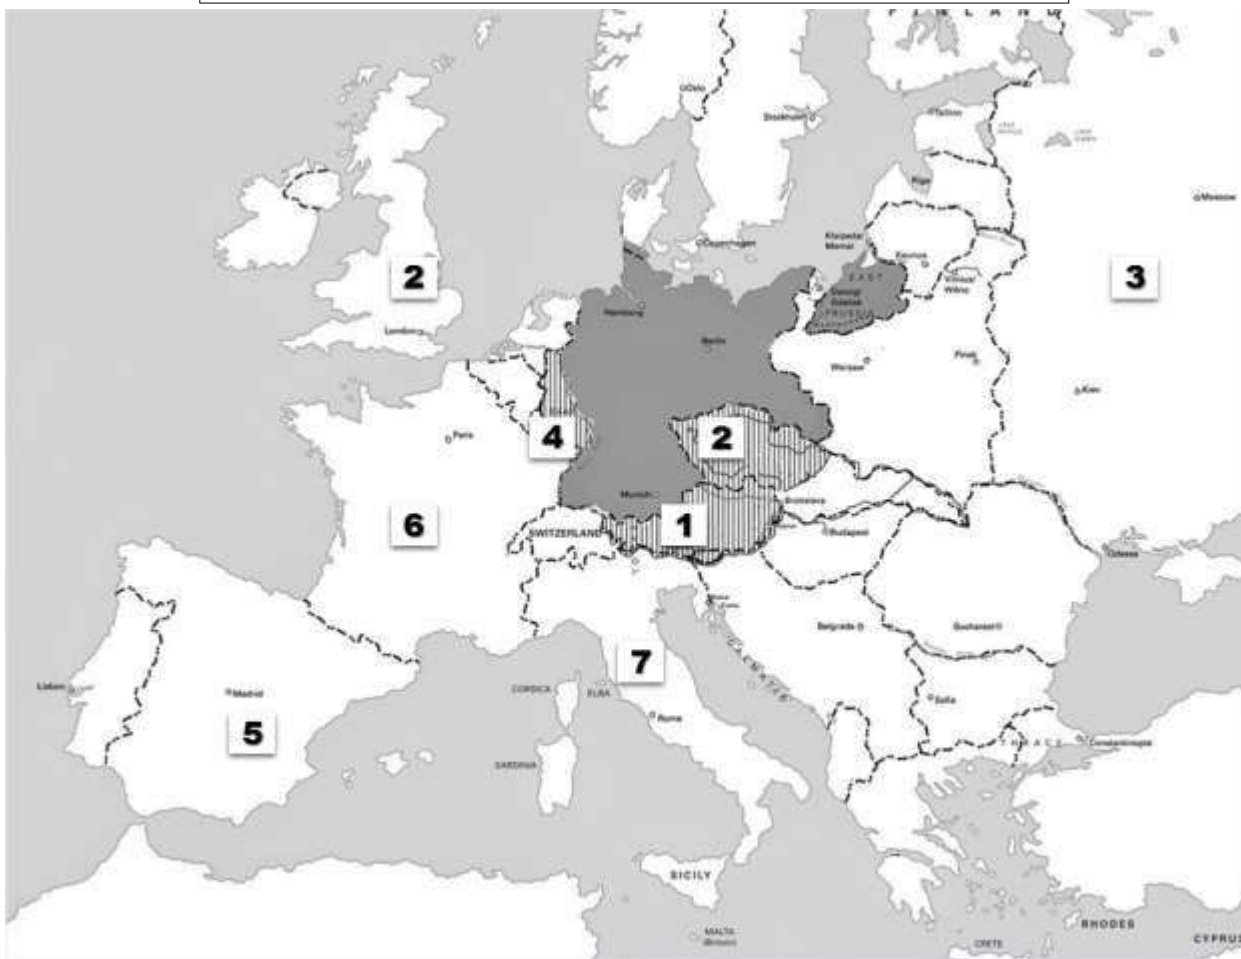 FINLAND
Oslo
Stockholm
Tallinn
Riga
Moscow
Copenhagen
Klaipeda/
Memel
Kaunas
Vilnius/
Wilno
EAST
PRUSSIA
Danzig/
Gdansk
2
3
Hamburg
London
Berlin
Warsaw
Pinsk
Kiev
Paris
4
2
Munich
Bratislava
6
1
SWITZERLAND
Budapest
Odessa
Belgrade
Bucharest
7
DALMATIA
Lisbon
Madrid
CORSICA
ELBA
Rome
Sofia
5
THRACE
Constantinople
SARDINIA
SICILY
MALTA
(Britain)
RHODES
CRETE
CYPRUS